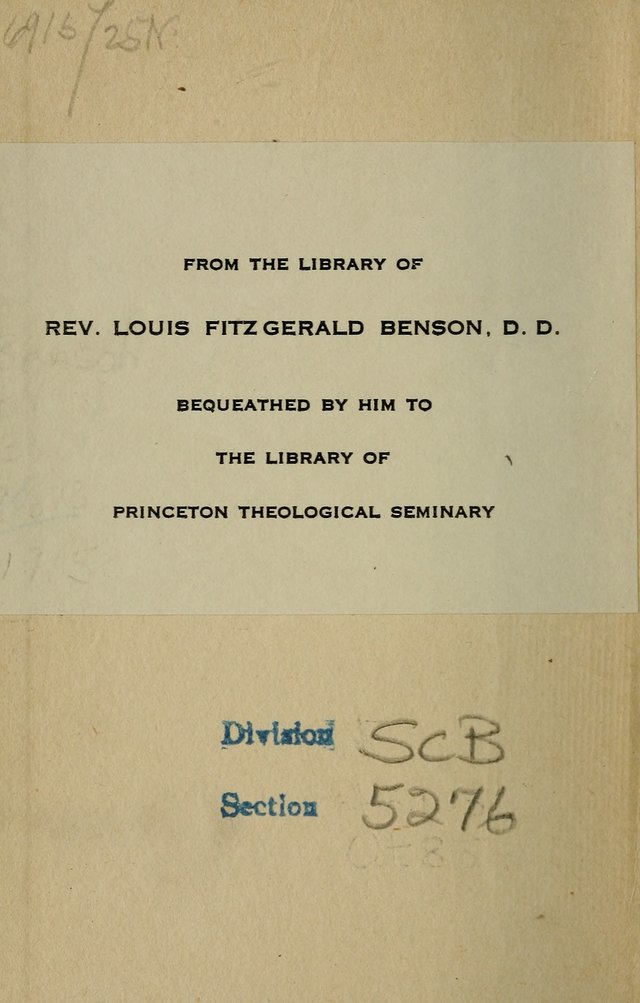 FROM THE LIBRARY OF
REV. LOUIS FITZGERALD BENSON, D. D.
BEQUEATHED BY HIM TO
THE LIBRARY OF
PRINCETON THEOLOGICAL SEMINARY
Division SCB
Section 5276